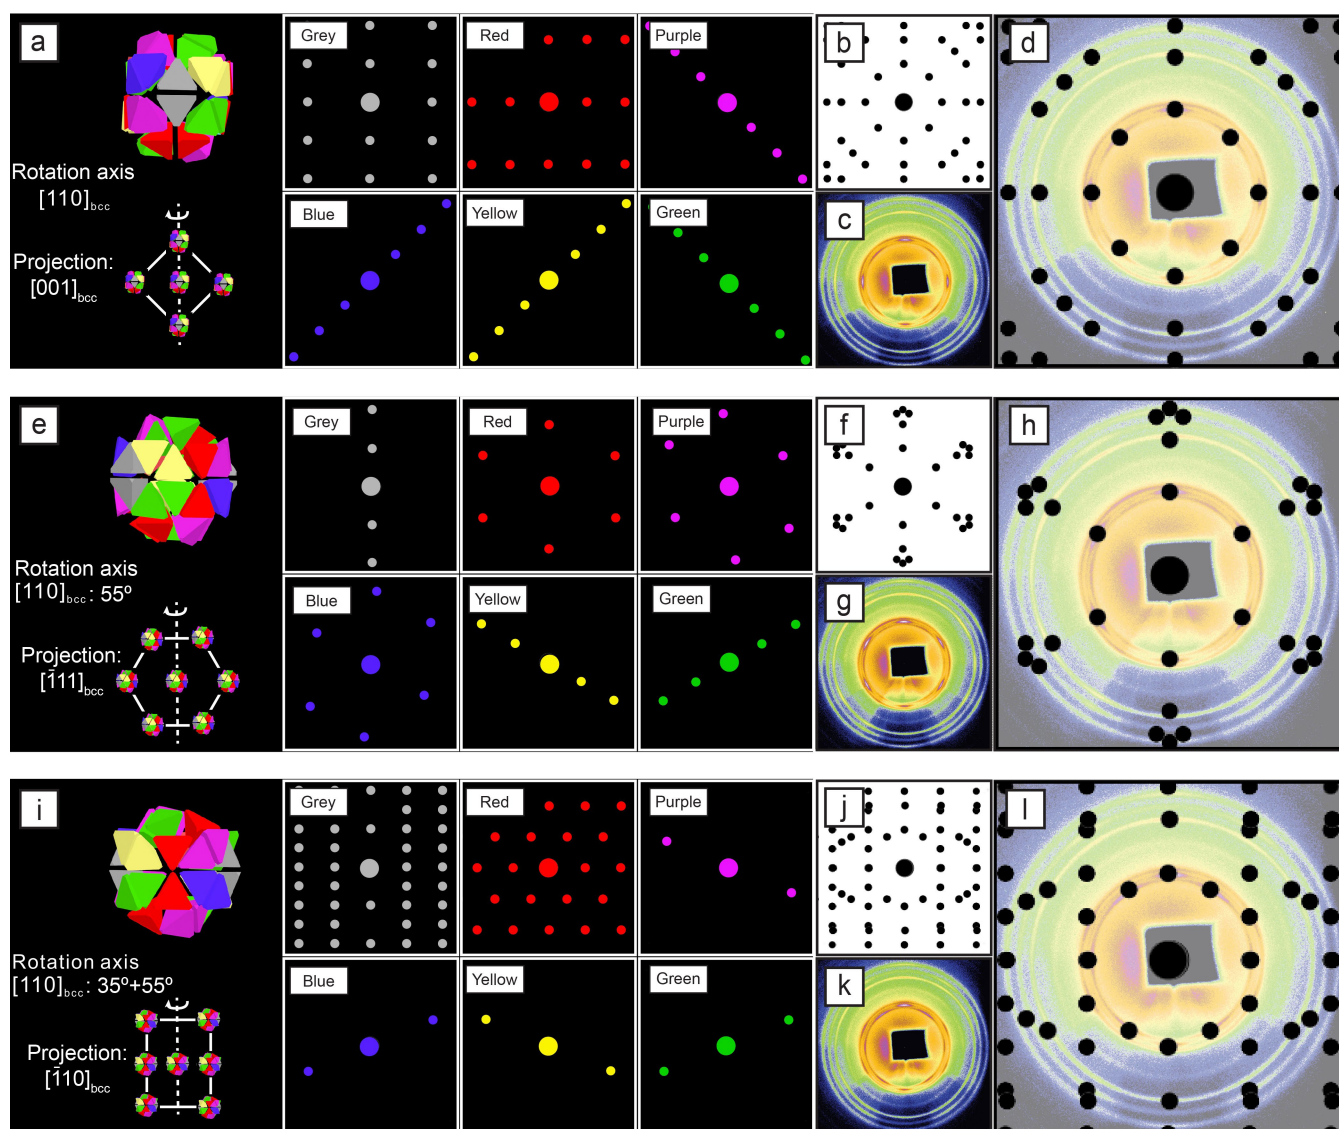 a
Grey
Red
Purple
b
d
Rotation axis
[110]bcc
Projection:
[001]bcc
Blue
Yellow
Green
c
e
Grey
Red
Purple
f
h
Rotation axis
[110]bcc: 55º
Projection:
[1̄11]bcc
Blue
Yellow
Green
g
i
Grey
Red
Purple
j
l
Rotation axis
[110]bcc: 35º+55º
Projection:
[1̄10]bcc
Blue
Yellow
Green
k